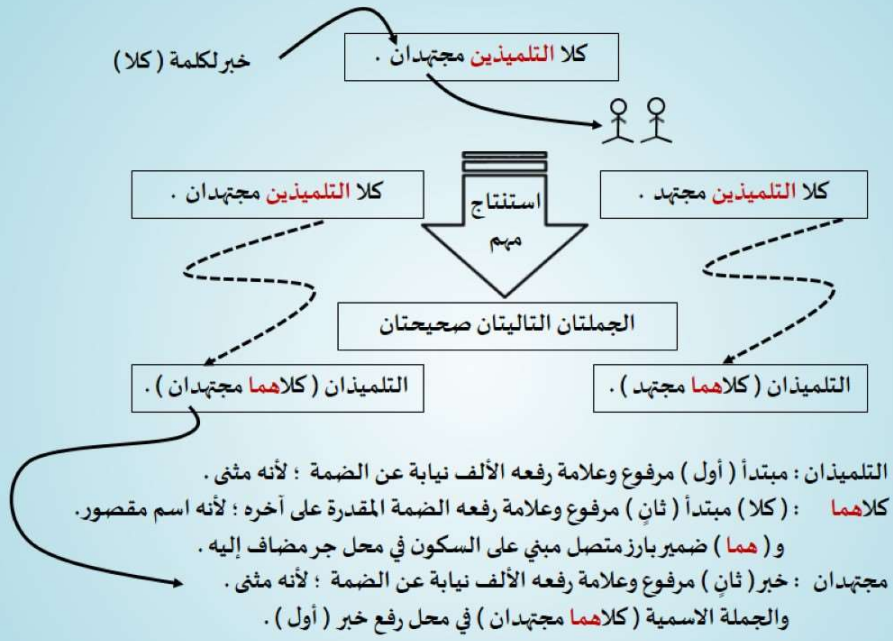 كلا التلميذين مجتهدان .
خبر لكلمة ( كلا )
كلا التلميذين مجتهد .
استنتاج
مهم
كلا التلميذين مجتهدان .
الجملتان التاليتان صحيحتان
التلميذان ( كلاهما مجتهد ) .
التلميذان ( كلاهما مجتهدان ) .
التلميذان : مبتدأ ( أول ) مرفوع وعلامة رفعه الألف نيابة عن الضمة ؛ لأنه مثنى .
كلاهما : ( كلا ) مبتدأ ( ثانٍ ) مرفوع وعلامة رفعه الضمة المقدرة على آخره ؛ لأنه اسم مقصور.
و ( هما ) ضمير بارز متصل مبني على السكون في محل جر مضاف إليه .
مجتهدان : خبر ( ثانٍ ) مرفوع وعلامة رفعه الألف نيابة عن الضمة ؛ لأنه مثنى .
والجملة الاسمية ( كلاهما مجتهدان ) في محل رفع خبر ( أول ) .